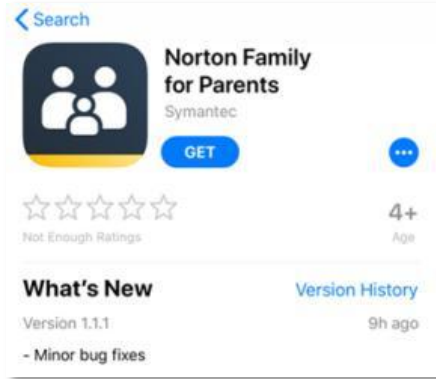 Search
Norton Family
for Parents
Symantec
GET
4+
Not Enough Ratings
Age
What's New
Version History
Version 1.1.1
9h ago
- Minor bug fixes